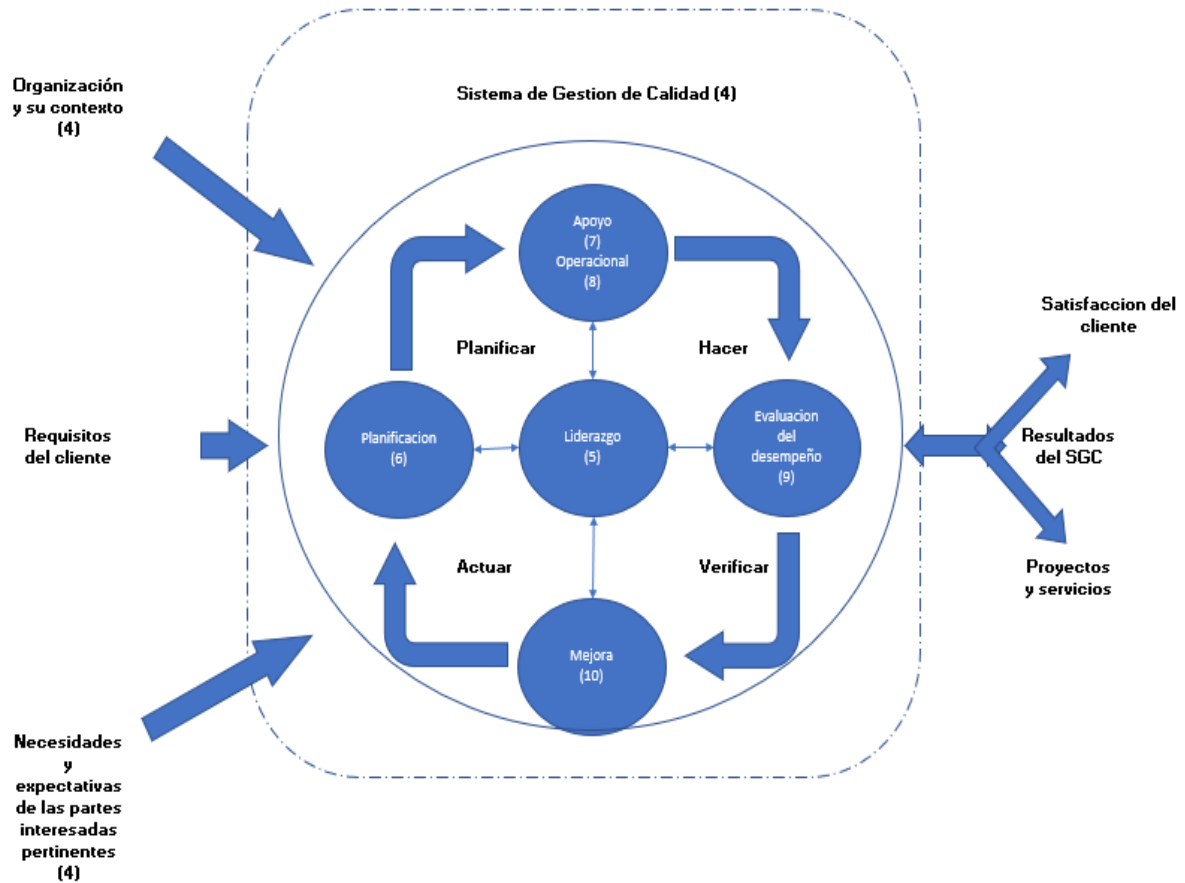 Organización
y su contexto
(4)
Sistema de Gestion de Calidad (4)
Apoyo
(7)
Operacional
(8)
Planificar
Hacer
Planificacion
(6)
Liderazgo
(5)
Evaluacion
del
desempeño
(9)
Actuar
Verificar
Mejora
(10)
Requisitos
del cliente
Necesidades
y
expectativas
de las partes
interesadas
pertinentes
(4)
Satisfaccion del
cliente
Resultados
del SGC
Proyectos
y servicios